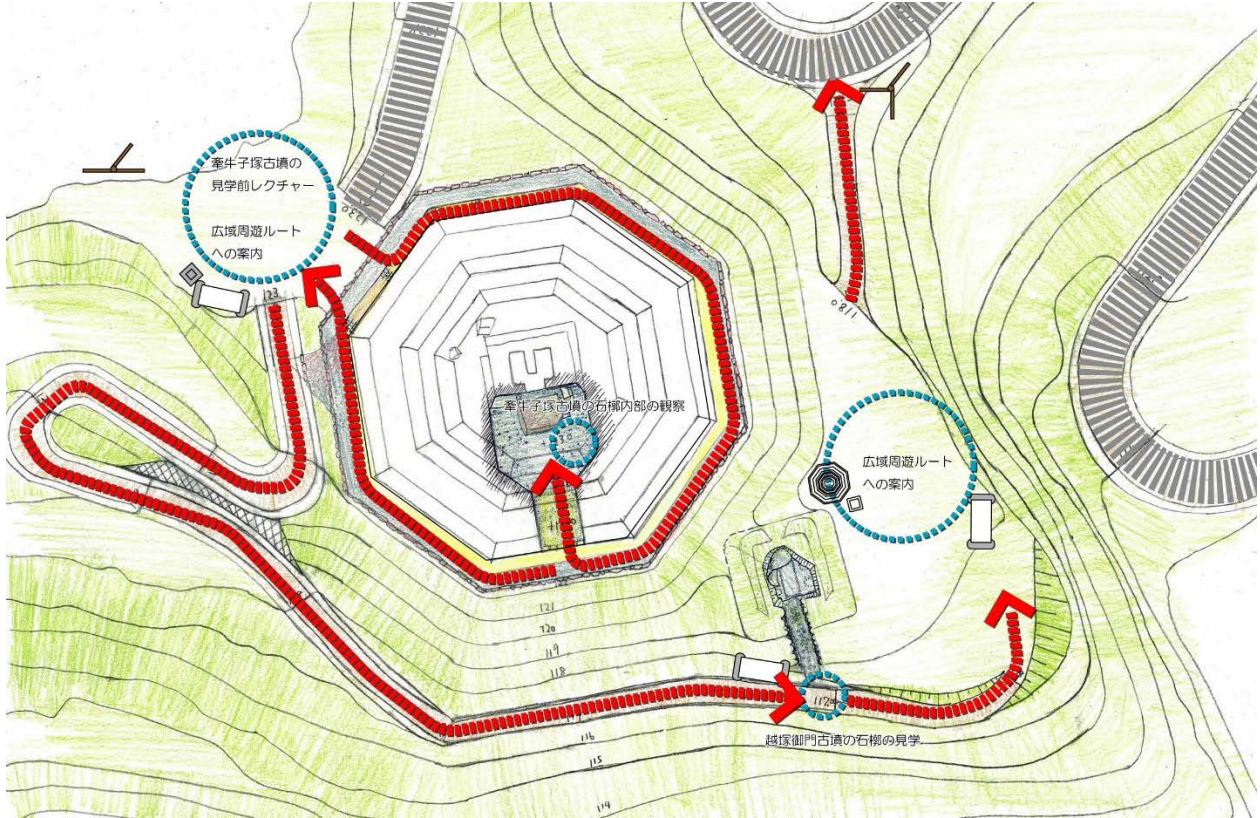 牽牛子塚古墳の
見学前レクチャー
広域周遊ルート
への案内
123
1180
牽牛子塚古墳の石槨内部の観察
広域周遊ルート
への案内
121
120
119
118
117
116
115
114
越塚御門古墳の石槨の見学